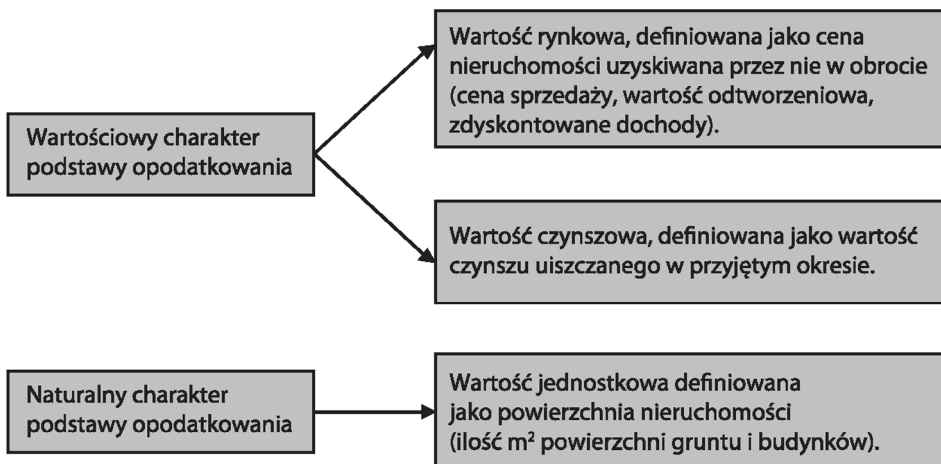 Wartościowy charakter
podstawy opodatkowania
Wartość rynkowa, definiowana jako cena
nieruchomości uzyskiwana przez nie w obrocie
(cena sprzedaży, wartość odtworzeniowa,
zdyskontowane dochody).
Wartość czynszowa, definiowana jako wartość
czynszu uiszczanego w przyjętym okresie.
Naturalny charakter
podstawy opodatkowania
Wartość jednostkowa definiowana
jako powierzchnia nieruchomości
(ilość m² powierzchni gruntu i budynków).